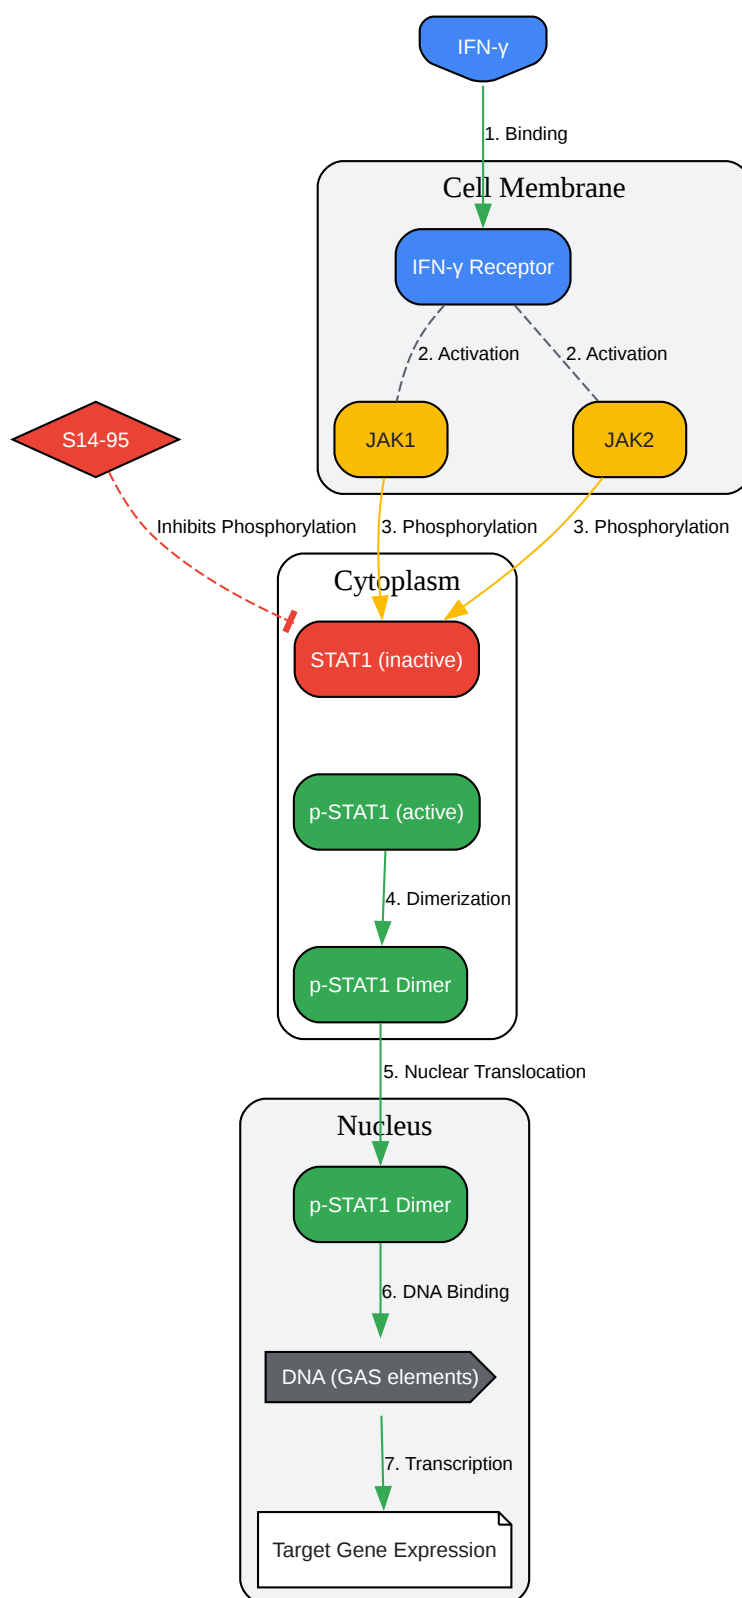 IFN-γ
1. Binding
Cell Membrane
IFN-γ Receptor
2. Activation
2. Activation
S14-95
JAK1
JAK2
Inhibits Phosphorylation
3. Phosphorylation
3. Phosphorylation
Cytoplasm
STAT1 (inactive)
p-STAT1 (active)
4. Dimerization
p-STAT1 Dimer
5. Nuclear Translocation
Nucleus
p-STAT1 Dimer
6. DNA Binding
DNA (GAS elements)
7. Transcription
Target Gene Expression